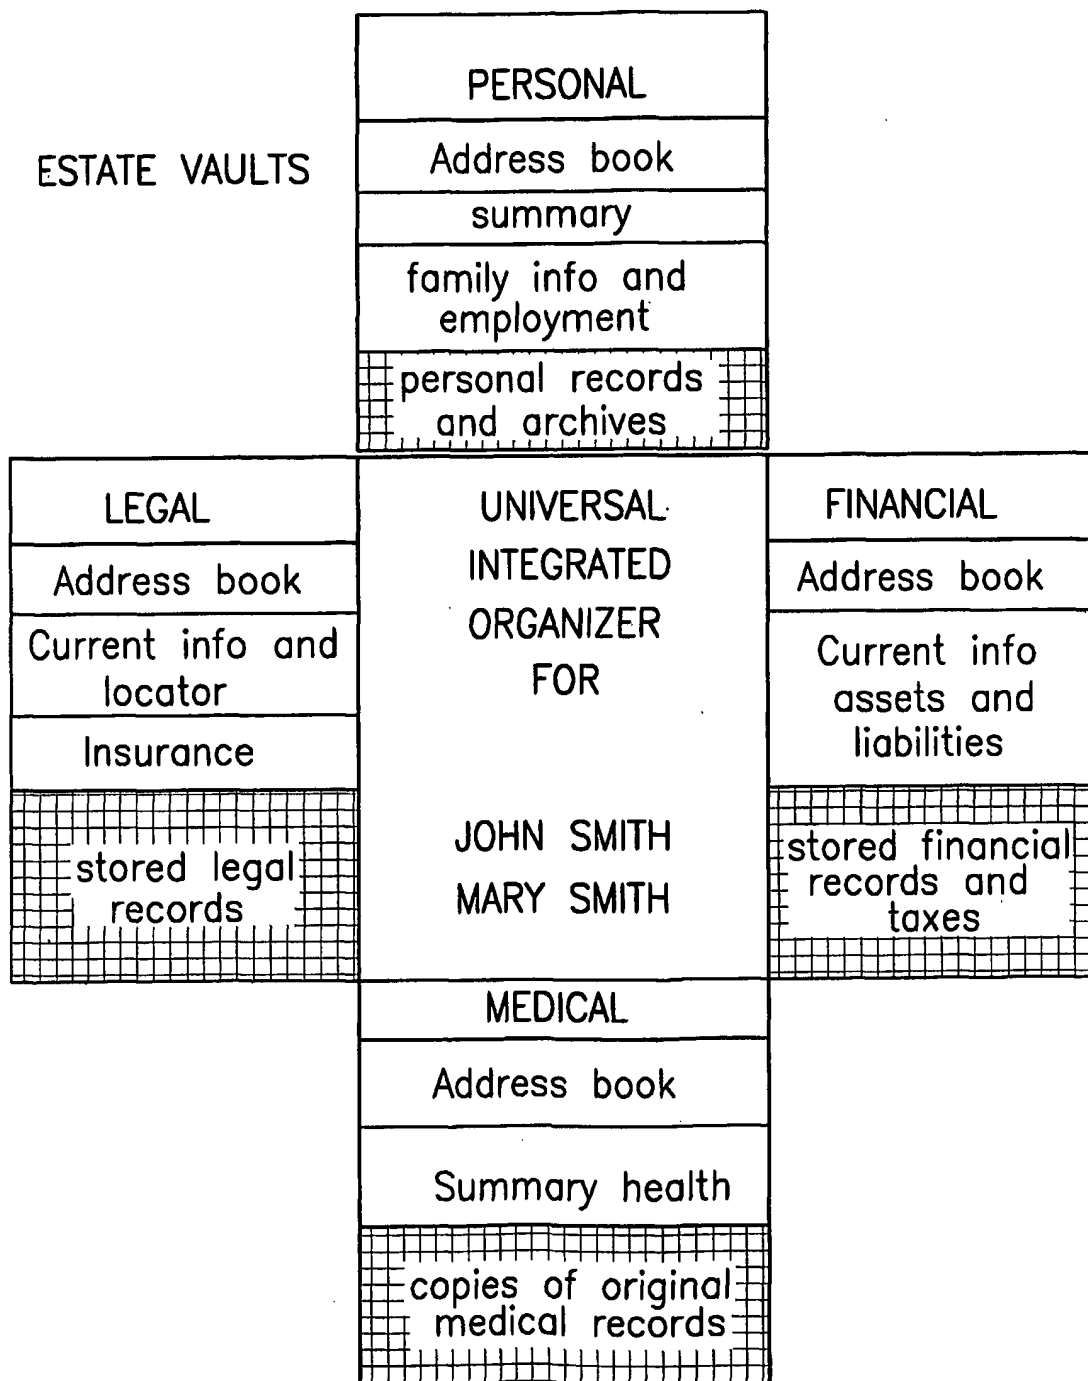 PERSONAL
ESTATE VAULTS
Address book
summary
family info and
employment
personal records
and archives
LEGAL
Address book
Current info and
locator
Insurance
stored legal
records
UNIVERSAL
INTEGRATED
ORGANIZER
FOR
JOHN SMITH
MARY SMITH
FINANCIAL
Address book
Current info
assets and
liabilities
stored financial
records and
taxes
MEDICAL
Address book
Summary health
copies of original
medical records